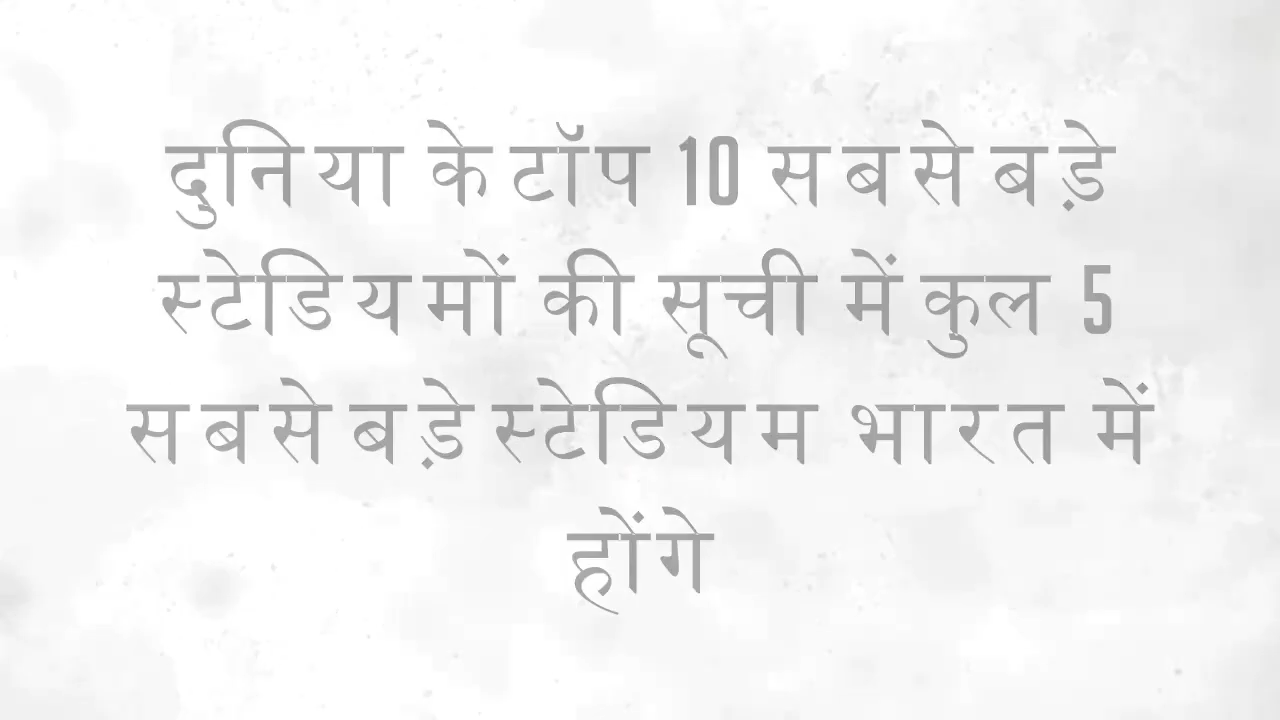 दुनिया के टॉप 10 सबसे बड़े
स्टेडियमों की सूची में कुल 5
सबसे बड़े स्टेडियम भारत में
होंगे